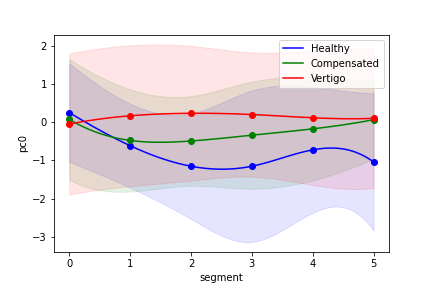 Healthy
Compensated
Vertigo
2
1
0
−1
−2
−3
pc0
0 1 2 3 4 5
segment